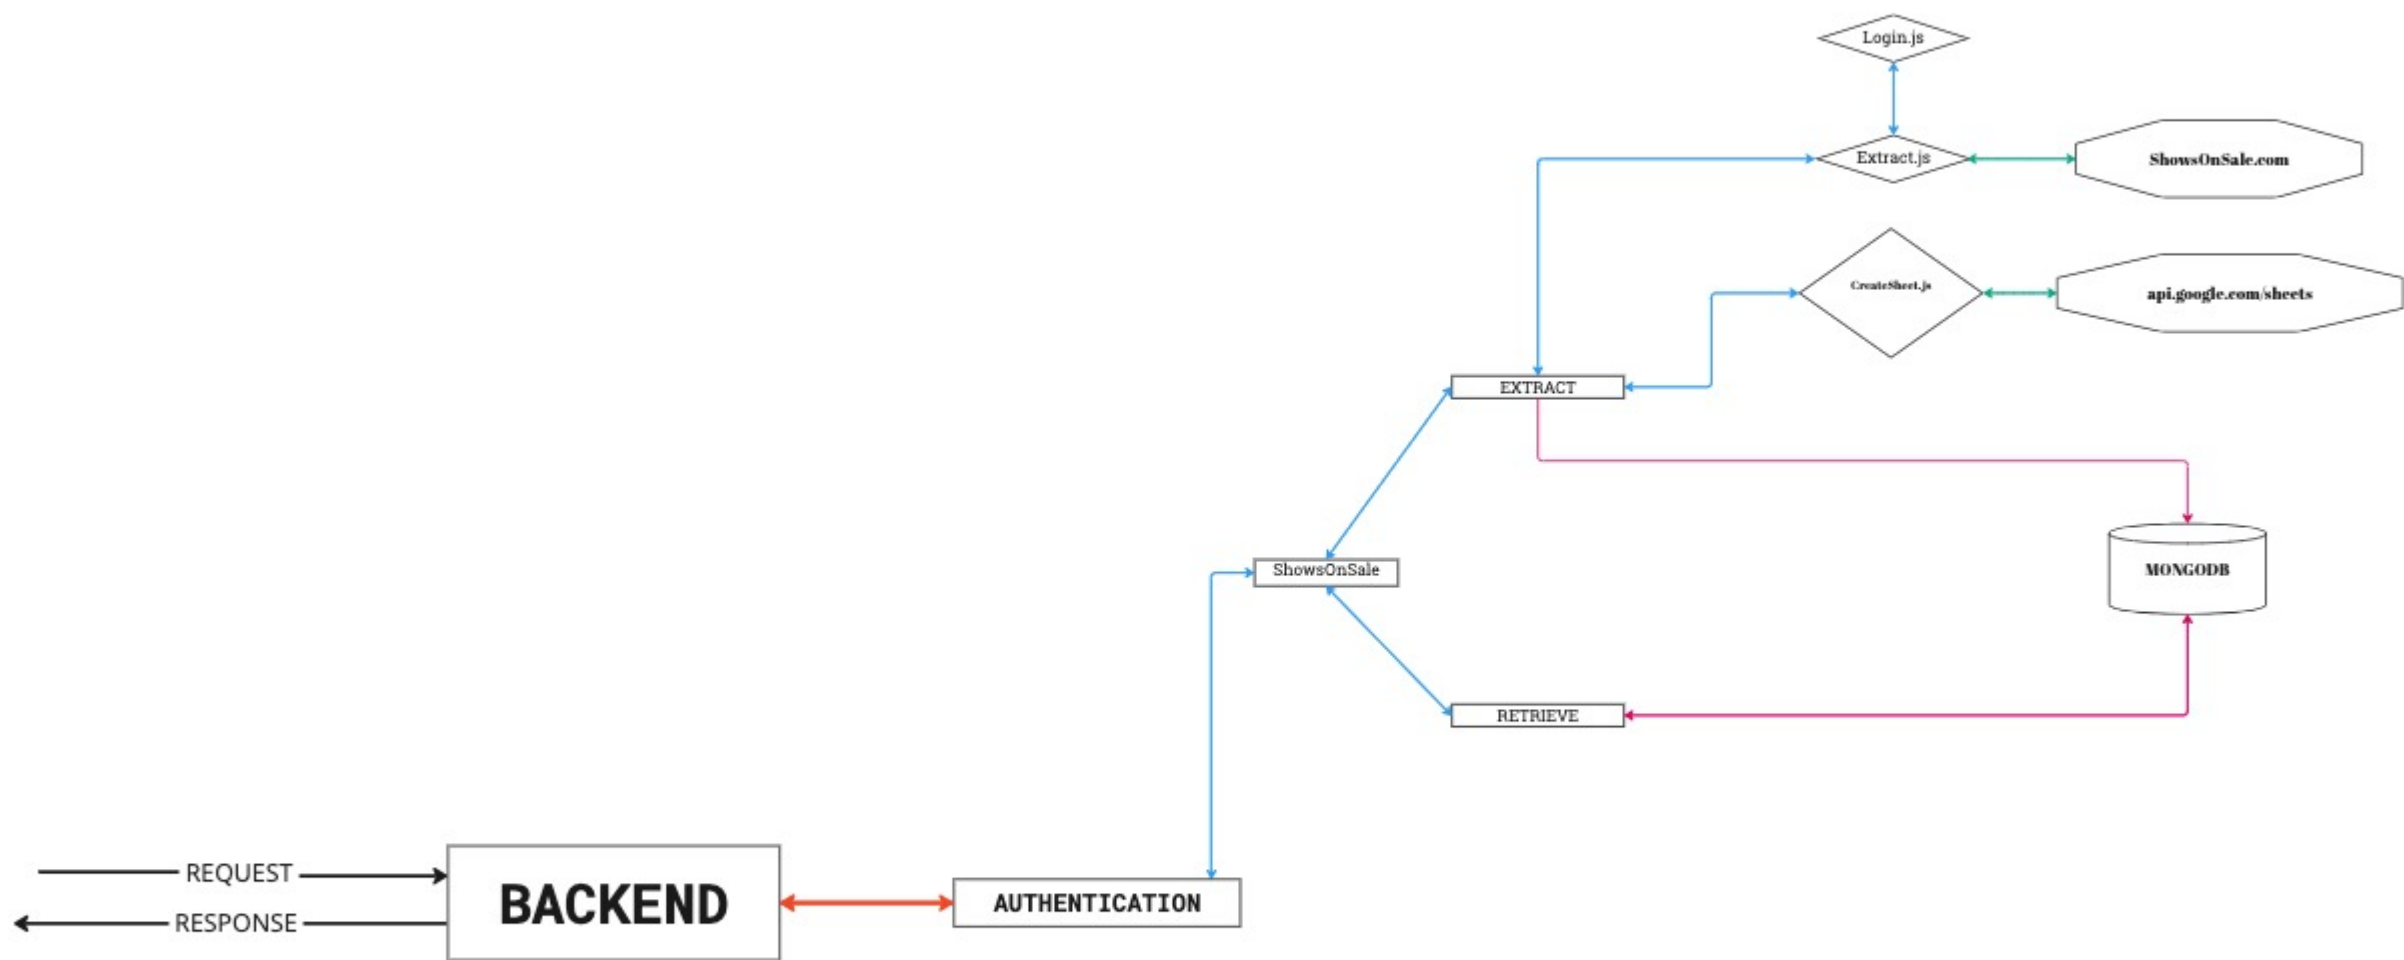 Login.js
Extract.js
ShowsOnSale.com
CreateSheet.js
api.google.com/sheets
EXTRACT
ShowsOnSale
MONGODB
RETRIEVE
REQUEST
BACKEND
AUTHENTICATION
RESPONSE